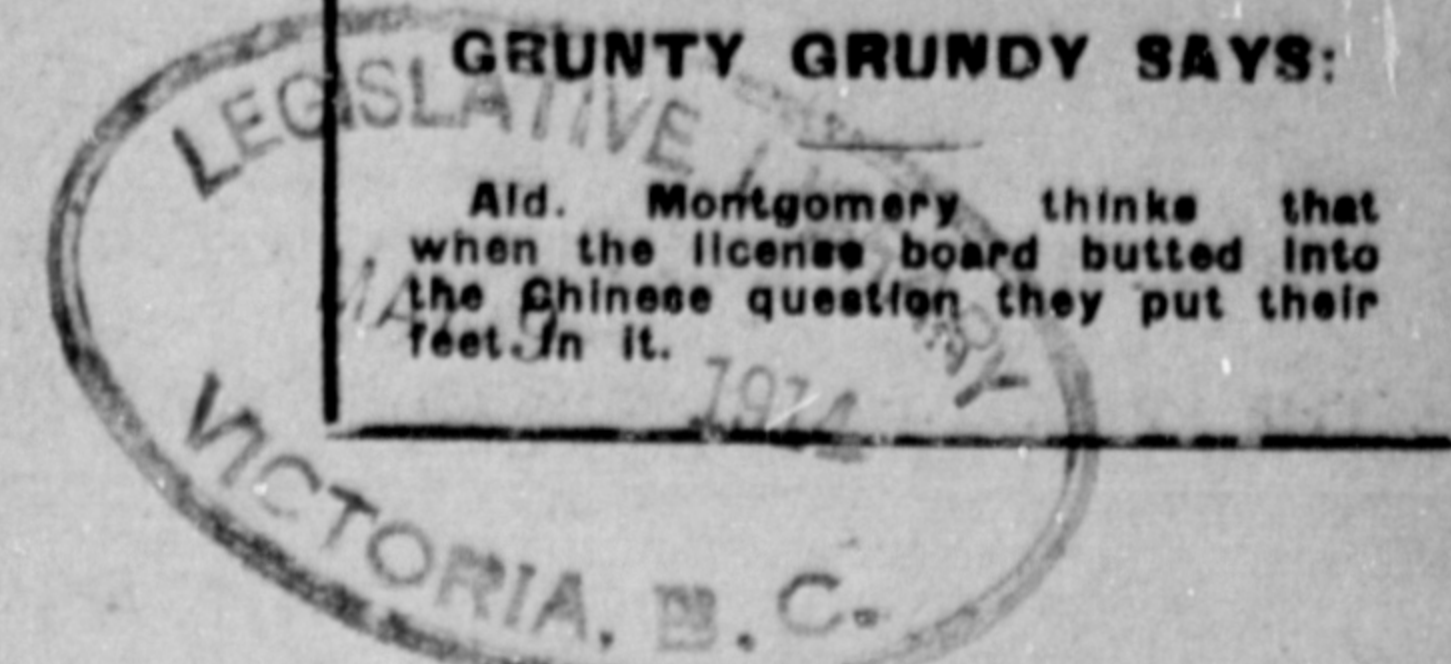 GRUNTY GRUNDY SAYS:
Ald. Montgomery thinks that
when the license board butted into
the Chinese question they put their
feet in it.
LEGISLATIVE LIBRARY
1914
VICTORIA, B.C.